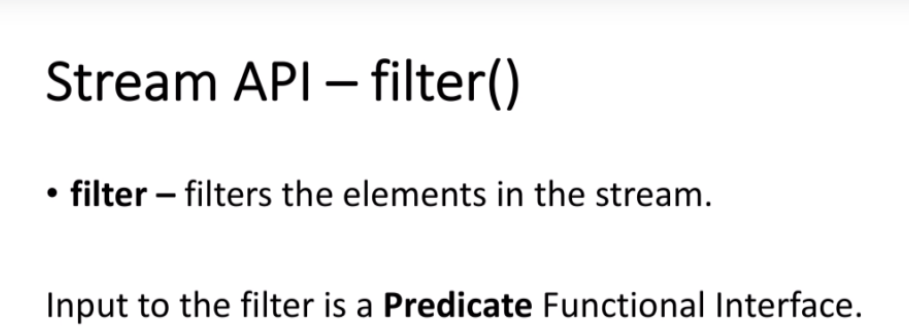 Stream API – filter()
• filter – filters the elements in the stream.
Input to the filter is a Predicate Functional Interface.